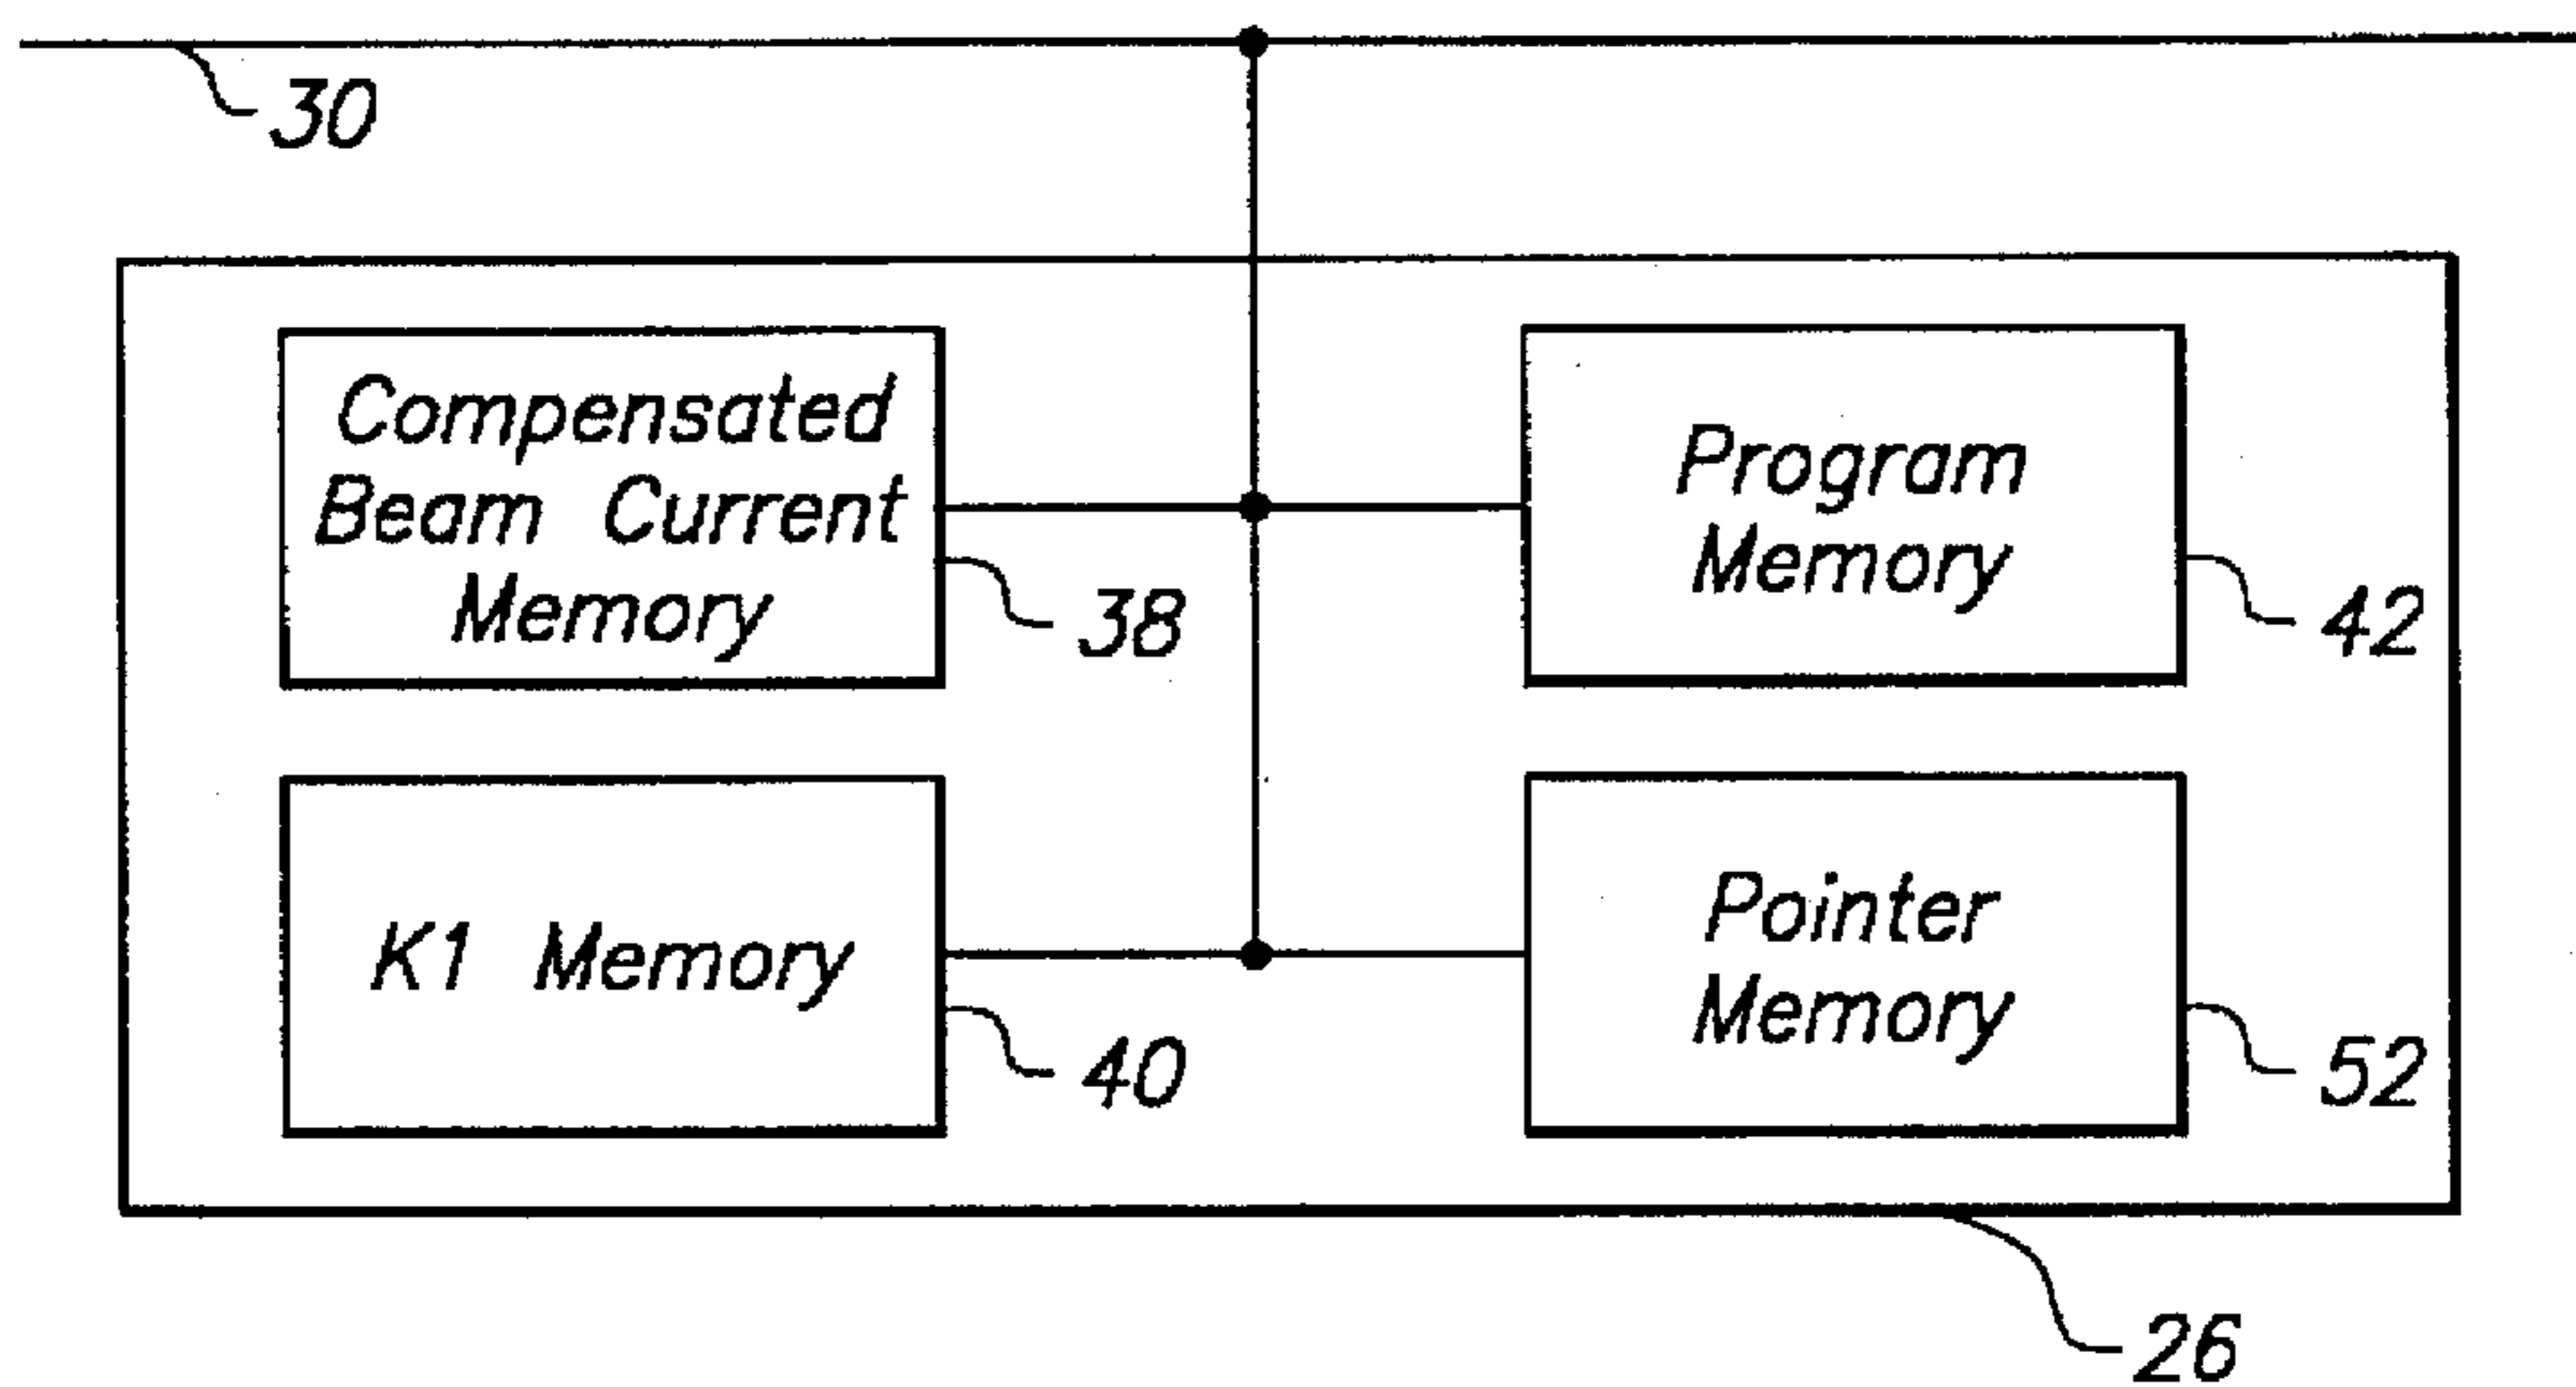 30
Compensated
Beam Current
Memory
38
Program
Memory
42
K1 Memory
40
Pointer
Memory
52
26